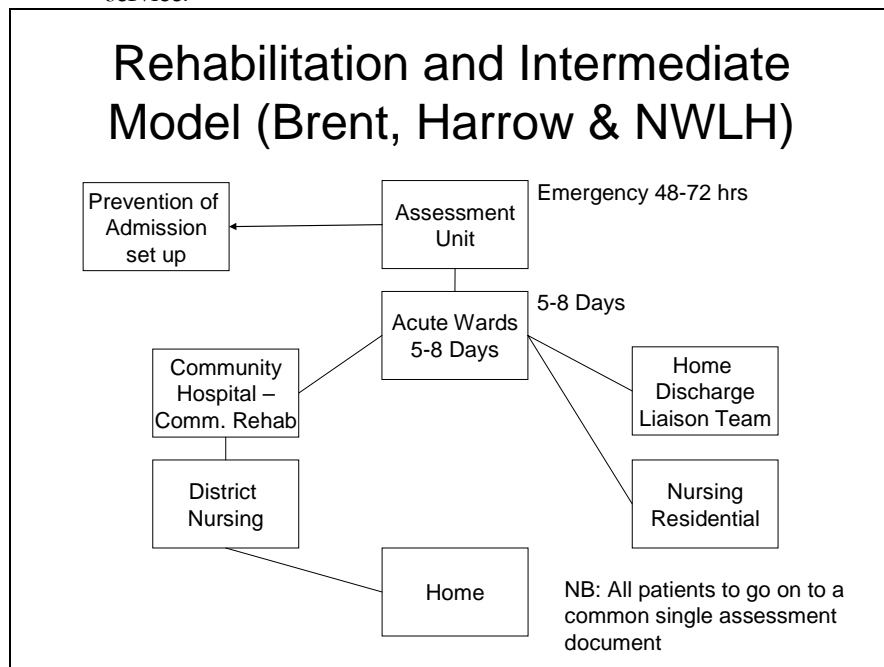 Rehabilitation and Intermediate
Model (Brent, Harrow & NWLH)
Prevention of
Admission
set up
Assessment
Unit
Emergency 48-72 hrs
Acute Wards
5-8 Days
5-8 Days
Community
Hospital –
Comm. Rehab
Home
Discharge
Liaison Team
District
Nursing
Nursing
Residential
Home
NB: All patients to go on to a
common single assessment
document